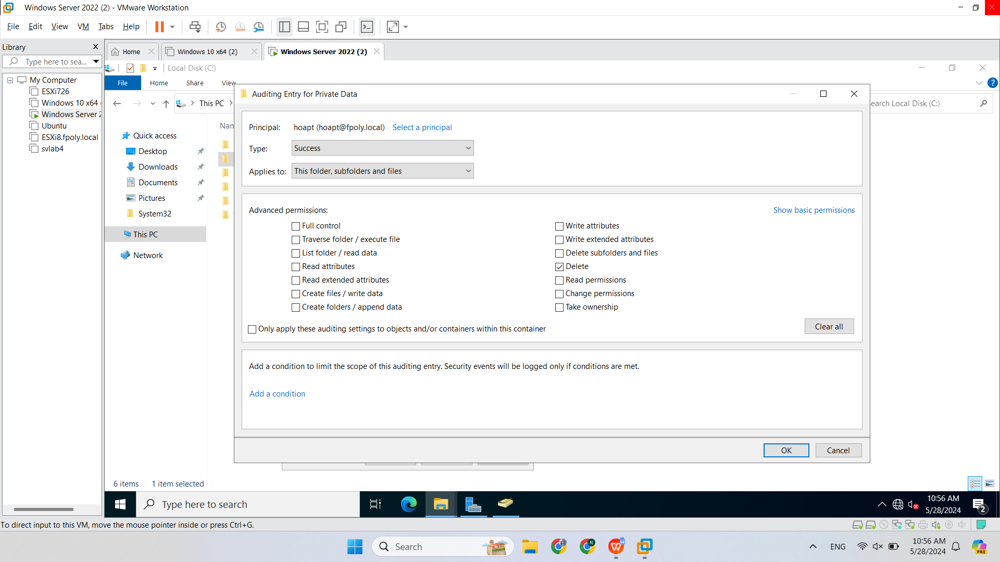 Windows Server 2022 (2) - VMware Workstation
File Edit View VM Tabs Help
Library
Type here to sea...
My Computer
ESXi726
Windows 10 x64
Windows Server 2
Ubuntu
ESXi8.fpoly.local
svlab4
Home
Windows 10 x64 (2)
Windows Server 2022 (2)
Local Disk (C:)
File Home Share View
This PC
earch Local Disk (C:)
Quick access
Desktop
Downloads
Documents
Pictures
System32
This PC
Network
Nam
Auditing Entry for Private Data
Principal: hoapt (hoapt@fpoly.local) Select a principal
Type: Success
Applies to: This folder, subfolders and files
Advanced permissions: Show basic permissions
Full control
Traverse folder / execute file
List folder / read data
Read attributes
Read extended attributes
Create files / write data
Create folders / append data
Write attributes
Write extended attributes
Delete subfolders and files
Delete
Read permissions
Change permissions
Take ownership
Only apply these auditing settings to objects and/or containers within this container
Clear all
Add a condition to limit the scope of this auditing entry. Security events will be logged only if conditions are met.
Add a condition
OK Cancel
6 items 1 item selected
Type here to search
10:56 AM
5/28/2024
2
To direct input to this VM, move the mouse pointer inside or press Ctrl+G.
Search
ENG
10:56 AM
5/28/2024
PRE